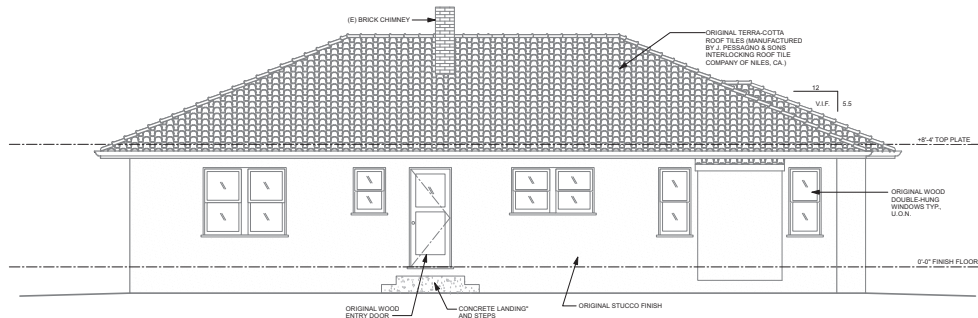 (E) BRICK CHIMNEY
ORIGINAL TERRA-COTTA
ROOF TILES (MANUFACTURED
BY J. PESSAGNO & SONS
INTERLOCKING ROOF TILE
COMPANY OF NILES, CA.)
12
V.I.F.
5.5
+8'-4" TOP PLATE
ORIGINAL WOOD
DOUBLE-HUNG
WINDOWS TYP.,
U.O.N.
0'-0" FINISH FLOOR
ORIGINAL WOOD
ENTRY DOOR
CONCRETE LANDING"
AND STEPS
ORIGINAL STUCCO FINISH